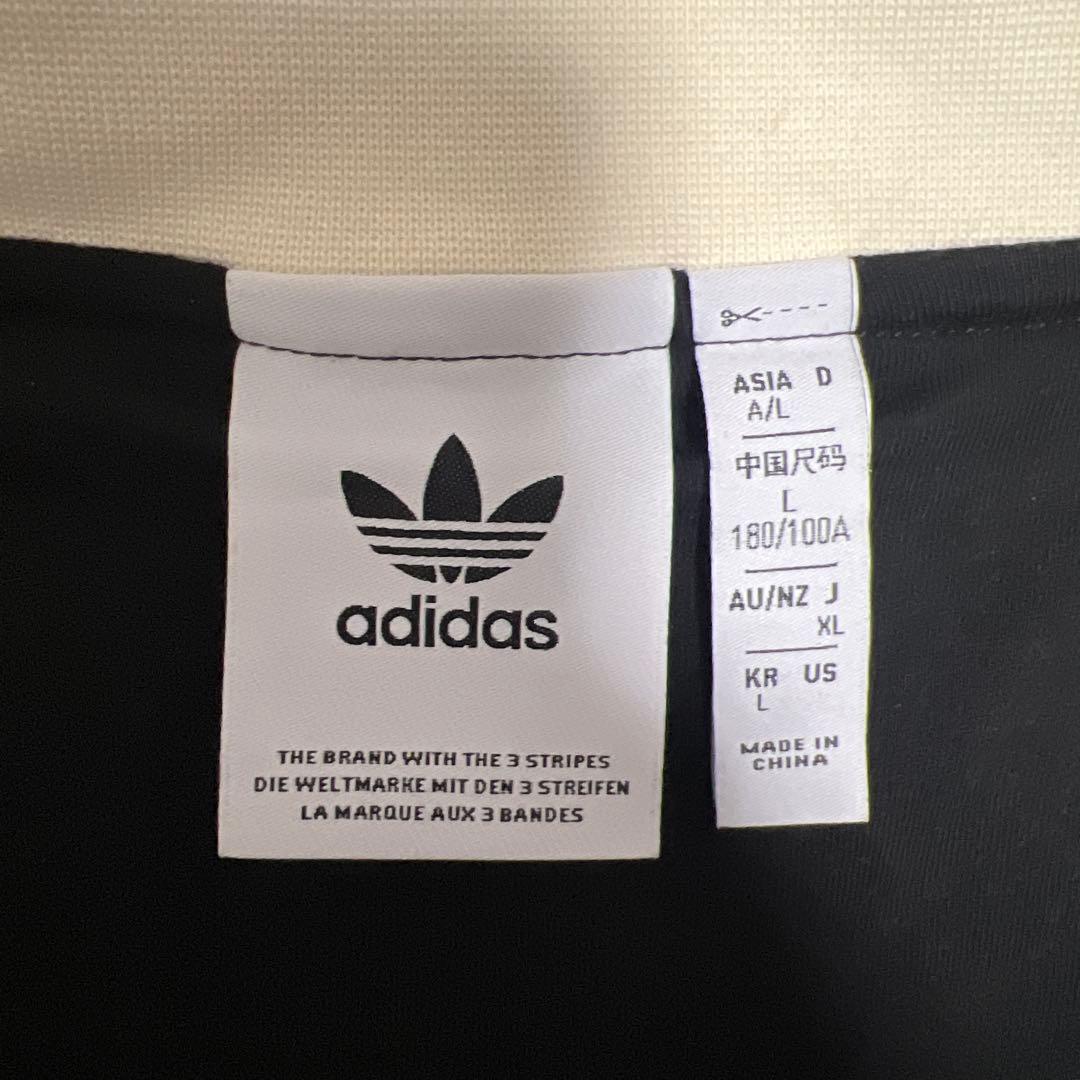 adidas
THE BRAND WITH THE 3 STRIPES
DIE WELTMARKE MIT DEN 3 STREIFEN
LA MARQUE AUX 3 BANDES
ASIA D
A/L
中国尺码
L
180/100A
AU/NZ J
XL
KR US
L
MADE IN
CHINA